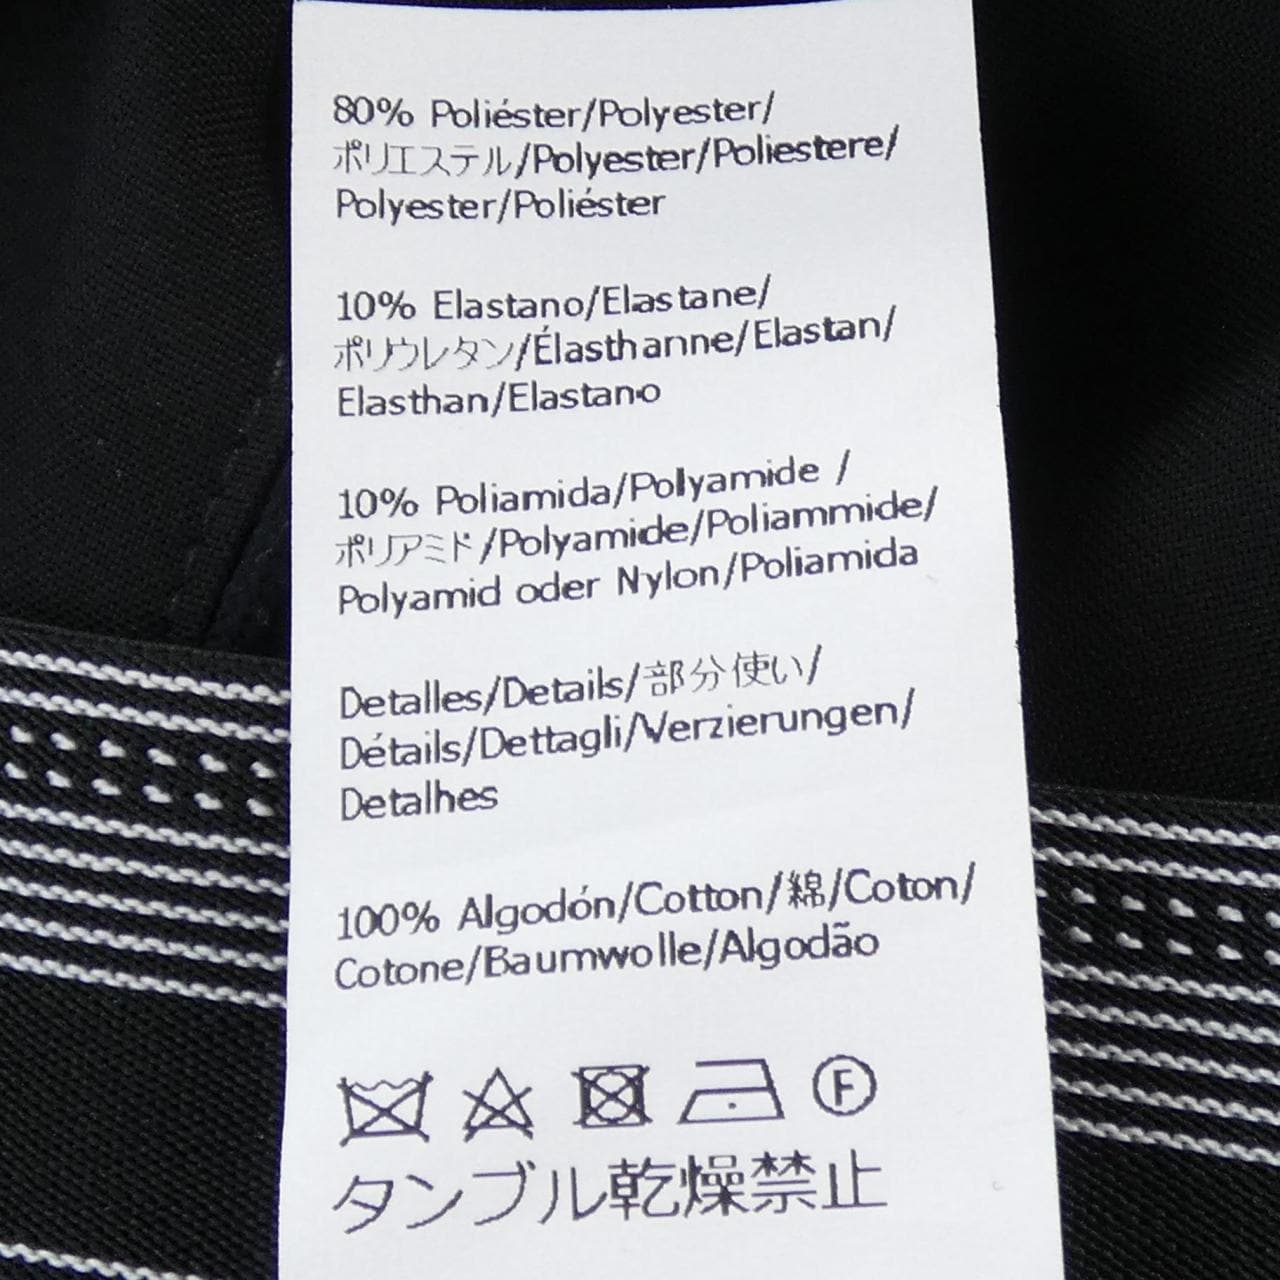 80% Poliéster/Polyester/
ポリエステル/Polyester/Poliestere/
Polyester/Poliéster
10% Elastano/Elastane/
ポリウレタン/Élasthanne/Elastan/
Elasthan/Elastano
10% Poliamida/Polyamide /
ポリアミド/Polyamide/Poliammide/
Polyamid oder Nylon/Poliamida
Detalles/Details/部分使い/
Détails/Dettagli/Verzierungen/
Detalhes
100% Algodón/Cotton/綿/Coton/
Cotone/Baumwolle/Algodão
F
タンブル乾燥禁止